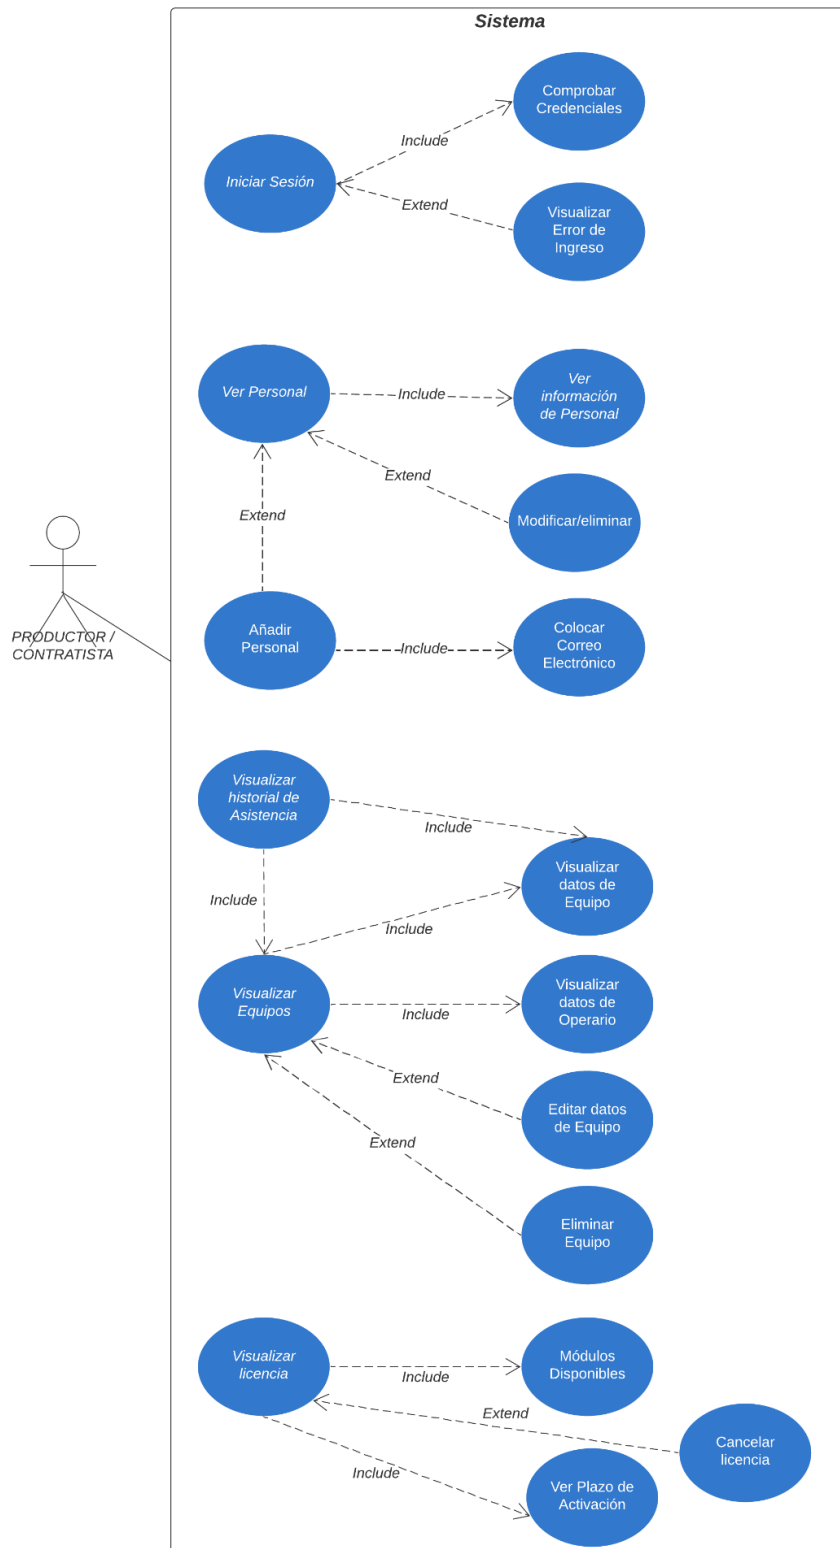 Sistema
Comprobar
Credenciales
Include
Iniciar Sesión
Extend
Visualizar
Error de
Ingreso
Ver Personal
Include
Ver
información
de Personal
Extend
Extend
Modificar/eliminar
PRODUCTOR /
CONTRATISTA
Añadir
Personal
Include
Colocar
Correo
Electrónico
Visualizar
historial de
Asistencia
Include
Visualizar
datos de
Equipo
Include
Include
Visualizar
Equipos
Include
Visualizar
datos de
Operario
Extend
Editar datos
de Equipo
Extend
Eliminar
Equipo
Visualizar
licencia
Include
Módulos
Disponibles
Extend
Cancelar
licencia
Include
Ver Plazo de
Activación